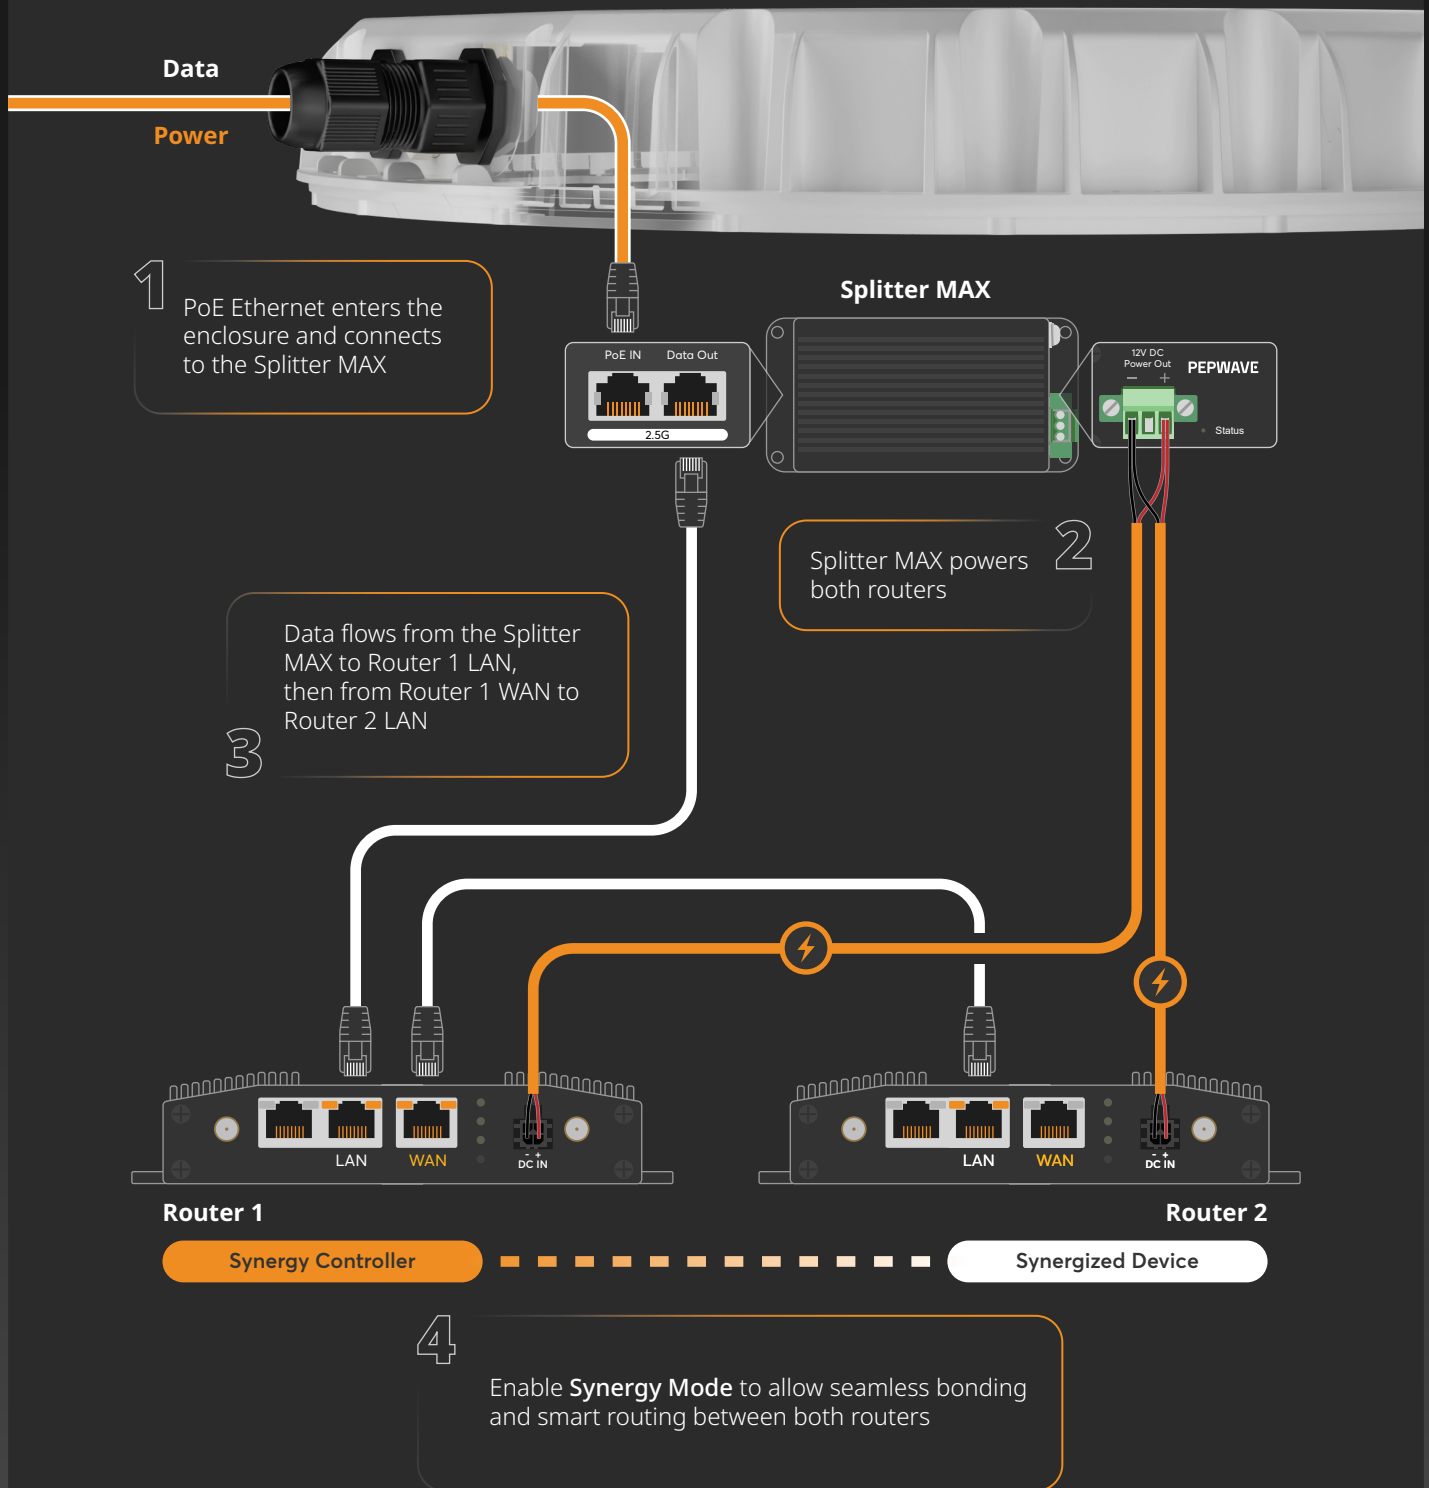 Data
Power
1
PoE Ethernet enters the
enclosure and connects
to the Splitter MAX
Splitter MAX
PoE IN Data Out
2.5G
12V DC
Power Out
− +
PEPWAVE
Status
2
Splitter MAX powers
both routers
Data flows from the Splitter
MAX to Router 1 LAN,
then from Router 1 WAN to
Router 2 LAN
3
LAN WAN
- +
DC IN
LAN WAN
- +
DC IN
Router 1
Router 2
Synergy Controller
Synergized Device
4
Enable Synergy Mode to allow seamless bonding
and smart routing between both routers